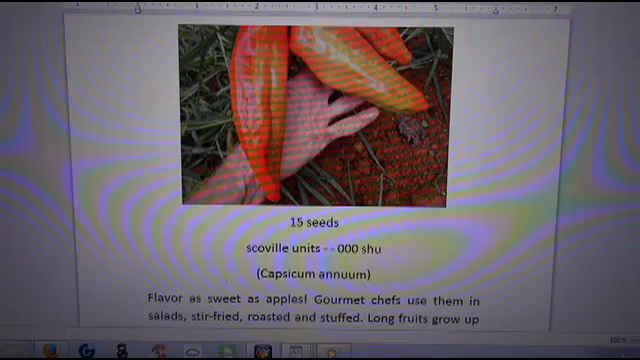 15 seeds
scoville units - - 000 shu
(Capsicum annuum)
Flavor as sweet as apples! Gourmet chefs use them in
salads, stir-fried, roasted and stuffed. Long fruits grow up